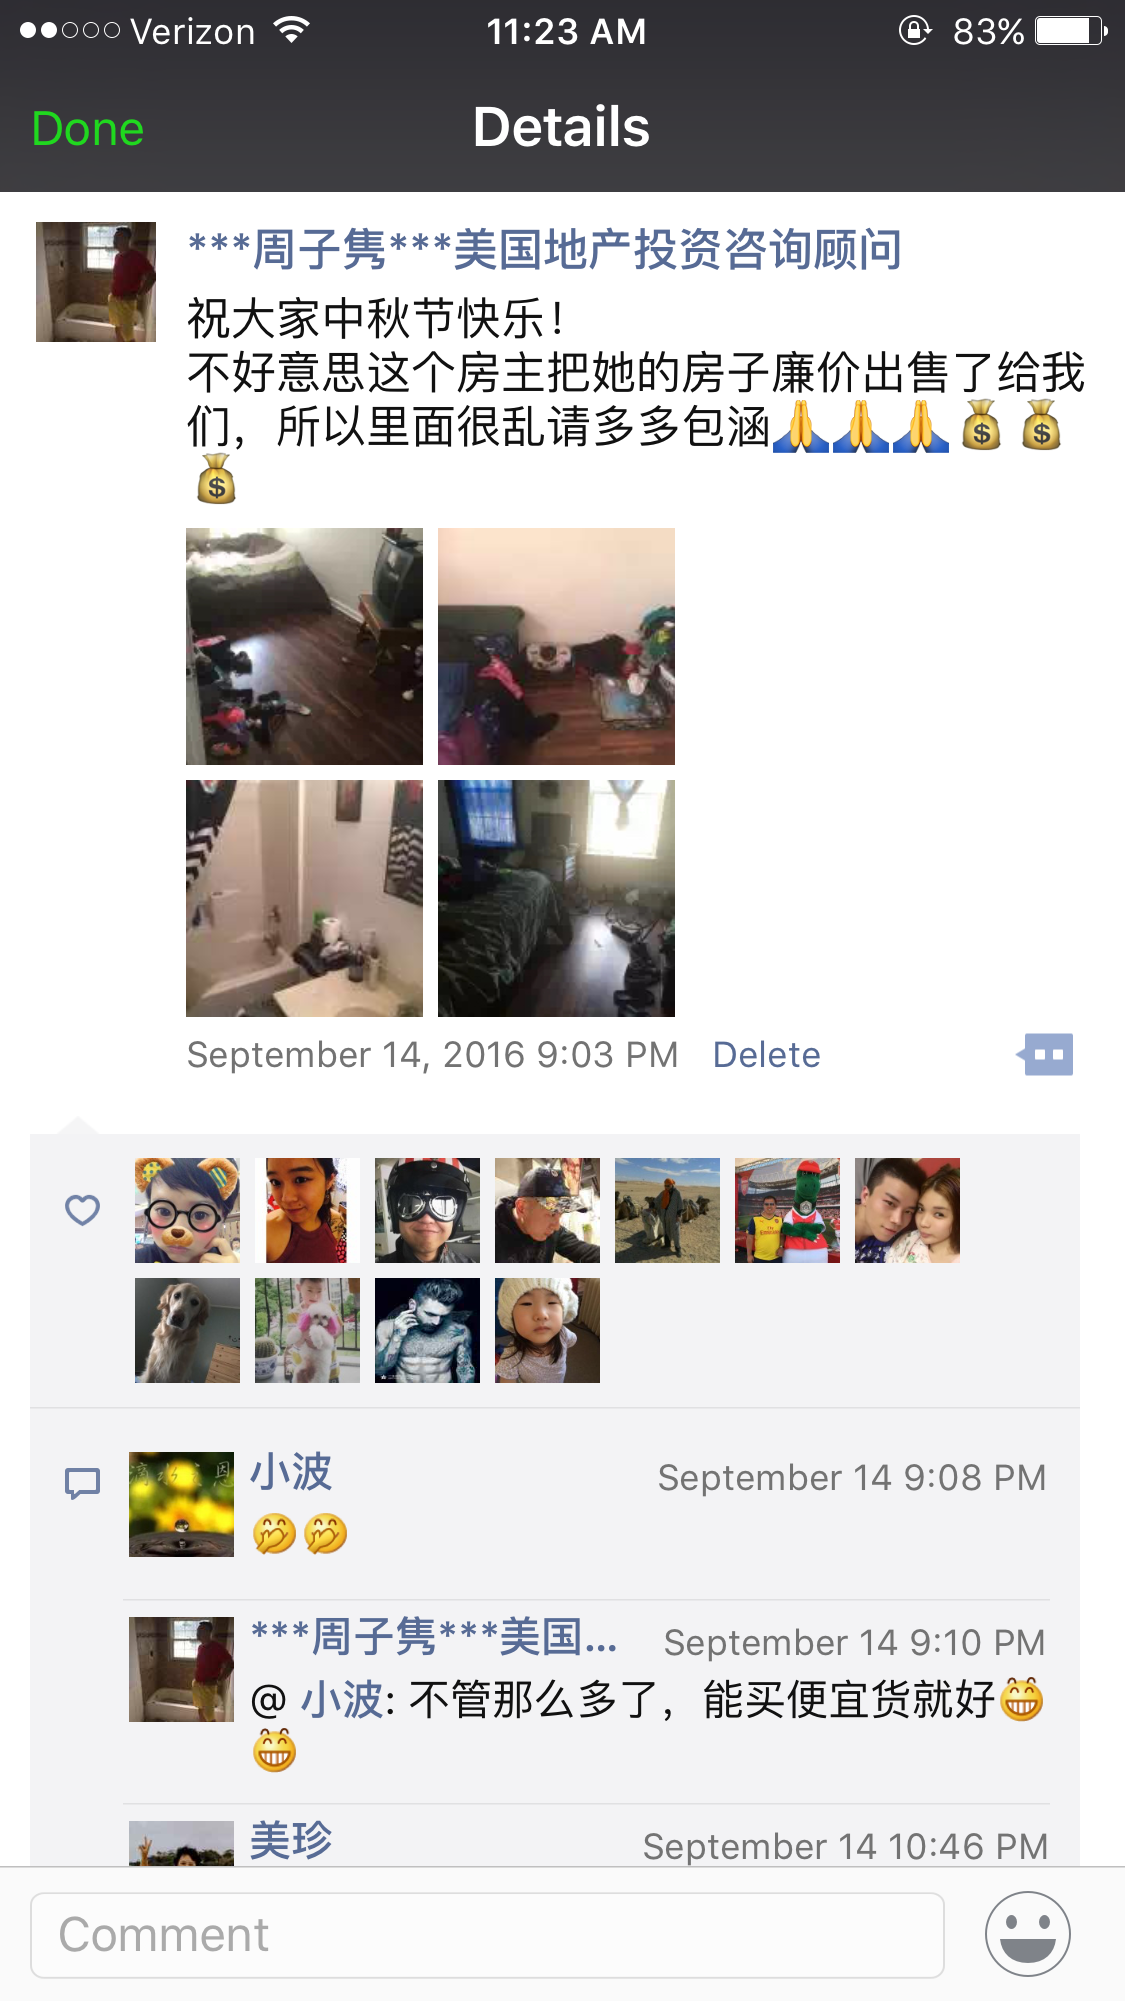 Verizon 11:23 AM 83%
Done Details
***周子隽***美国地产投资咨询顾问
祝大家中秋节快乐!
不好意思这个房主把她的房子廉价出售了给我
们，所以里面很乱请多多包涵🙏🙏🙏💰💰
💰
September 14, 2016 9:03 PM Delete
小波 September 14 9:08 PM
🤭🤭
***周子隽***美国... September 14 9:10 PM
@ 小波: 不管那么多了，能买便宜货就好😁
😁
美珍 September 14 10:46 PM
Comment